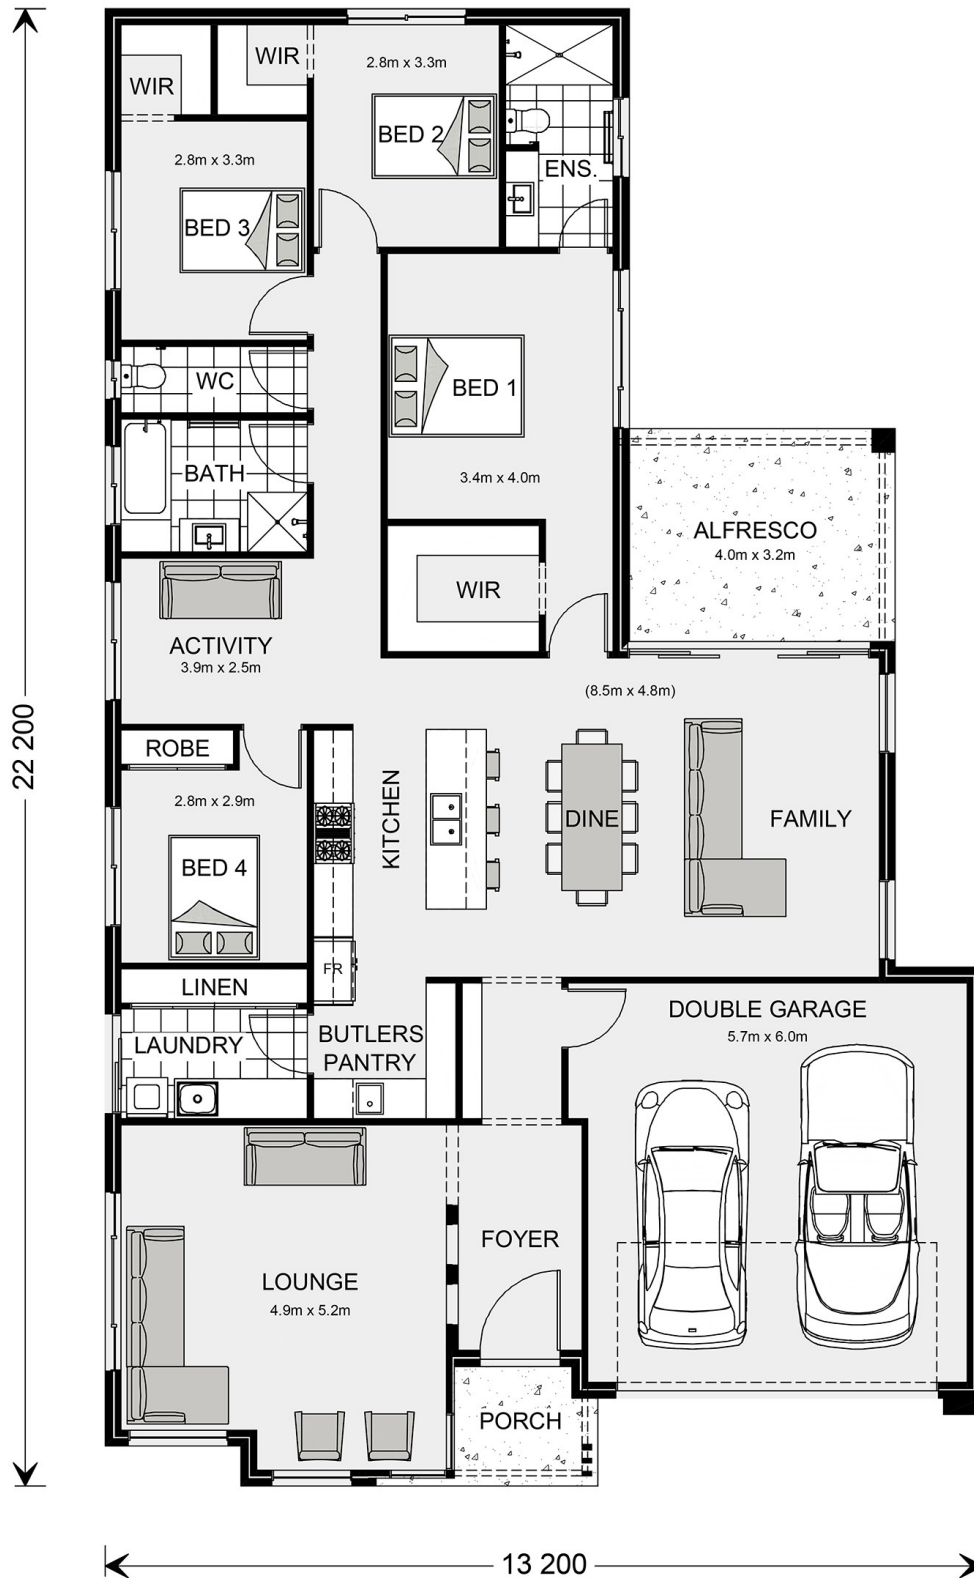 WIR
WIR
2.8m x 3.3m
BED 2
2.8m x 3.3m
ENS.
BED 3
WC
BED 1
BATH
3.4m x 4.0m
ALFRESCO
4.0m x 3.2m
WIR
ACTIVITY
3.9m x 2.5m
(8.5m x 4.8m)
22 200
ROBE
2.8m x 2.9m
KITCHEN
DINE
FAMILY
BED 4
FR
LINEN
DOUBLE GARAGE
5.7m x 6.0m
LAUNDRY
BUTLERS
PANTRY
FOYER
LOUNGE
4.9m x 5.2m
PORCH
13 200